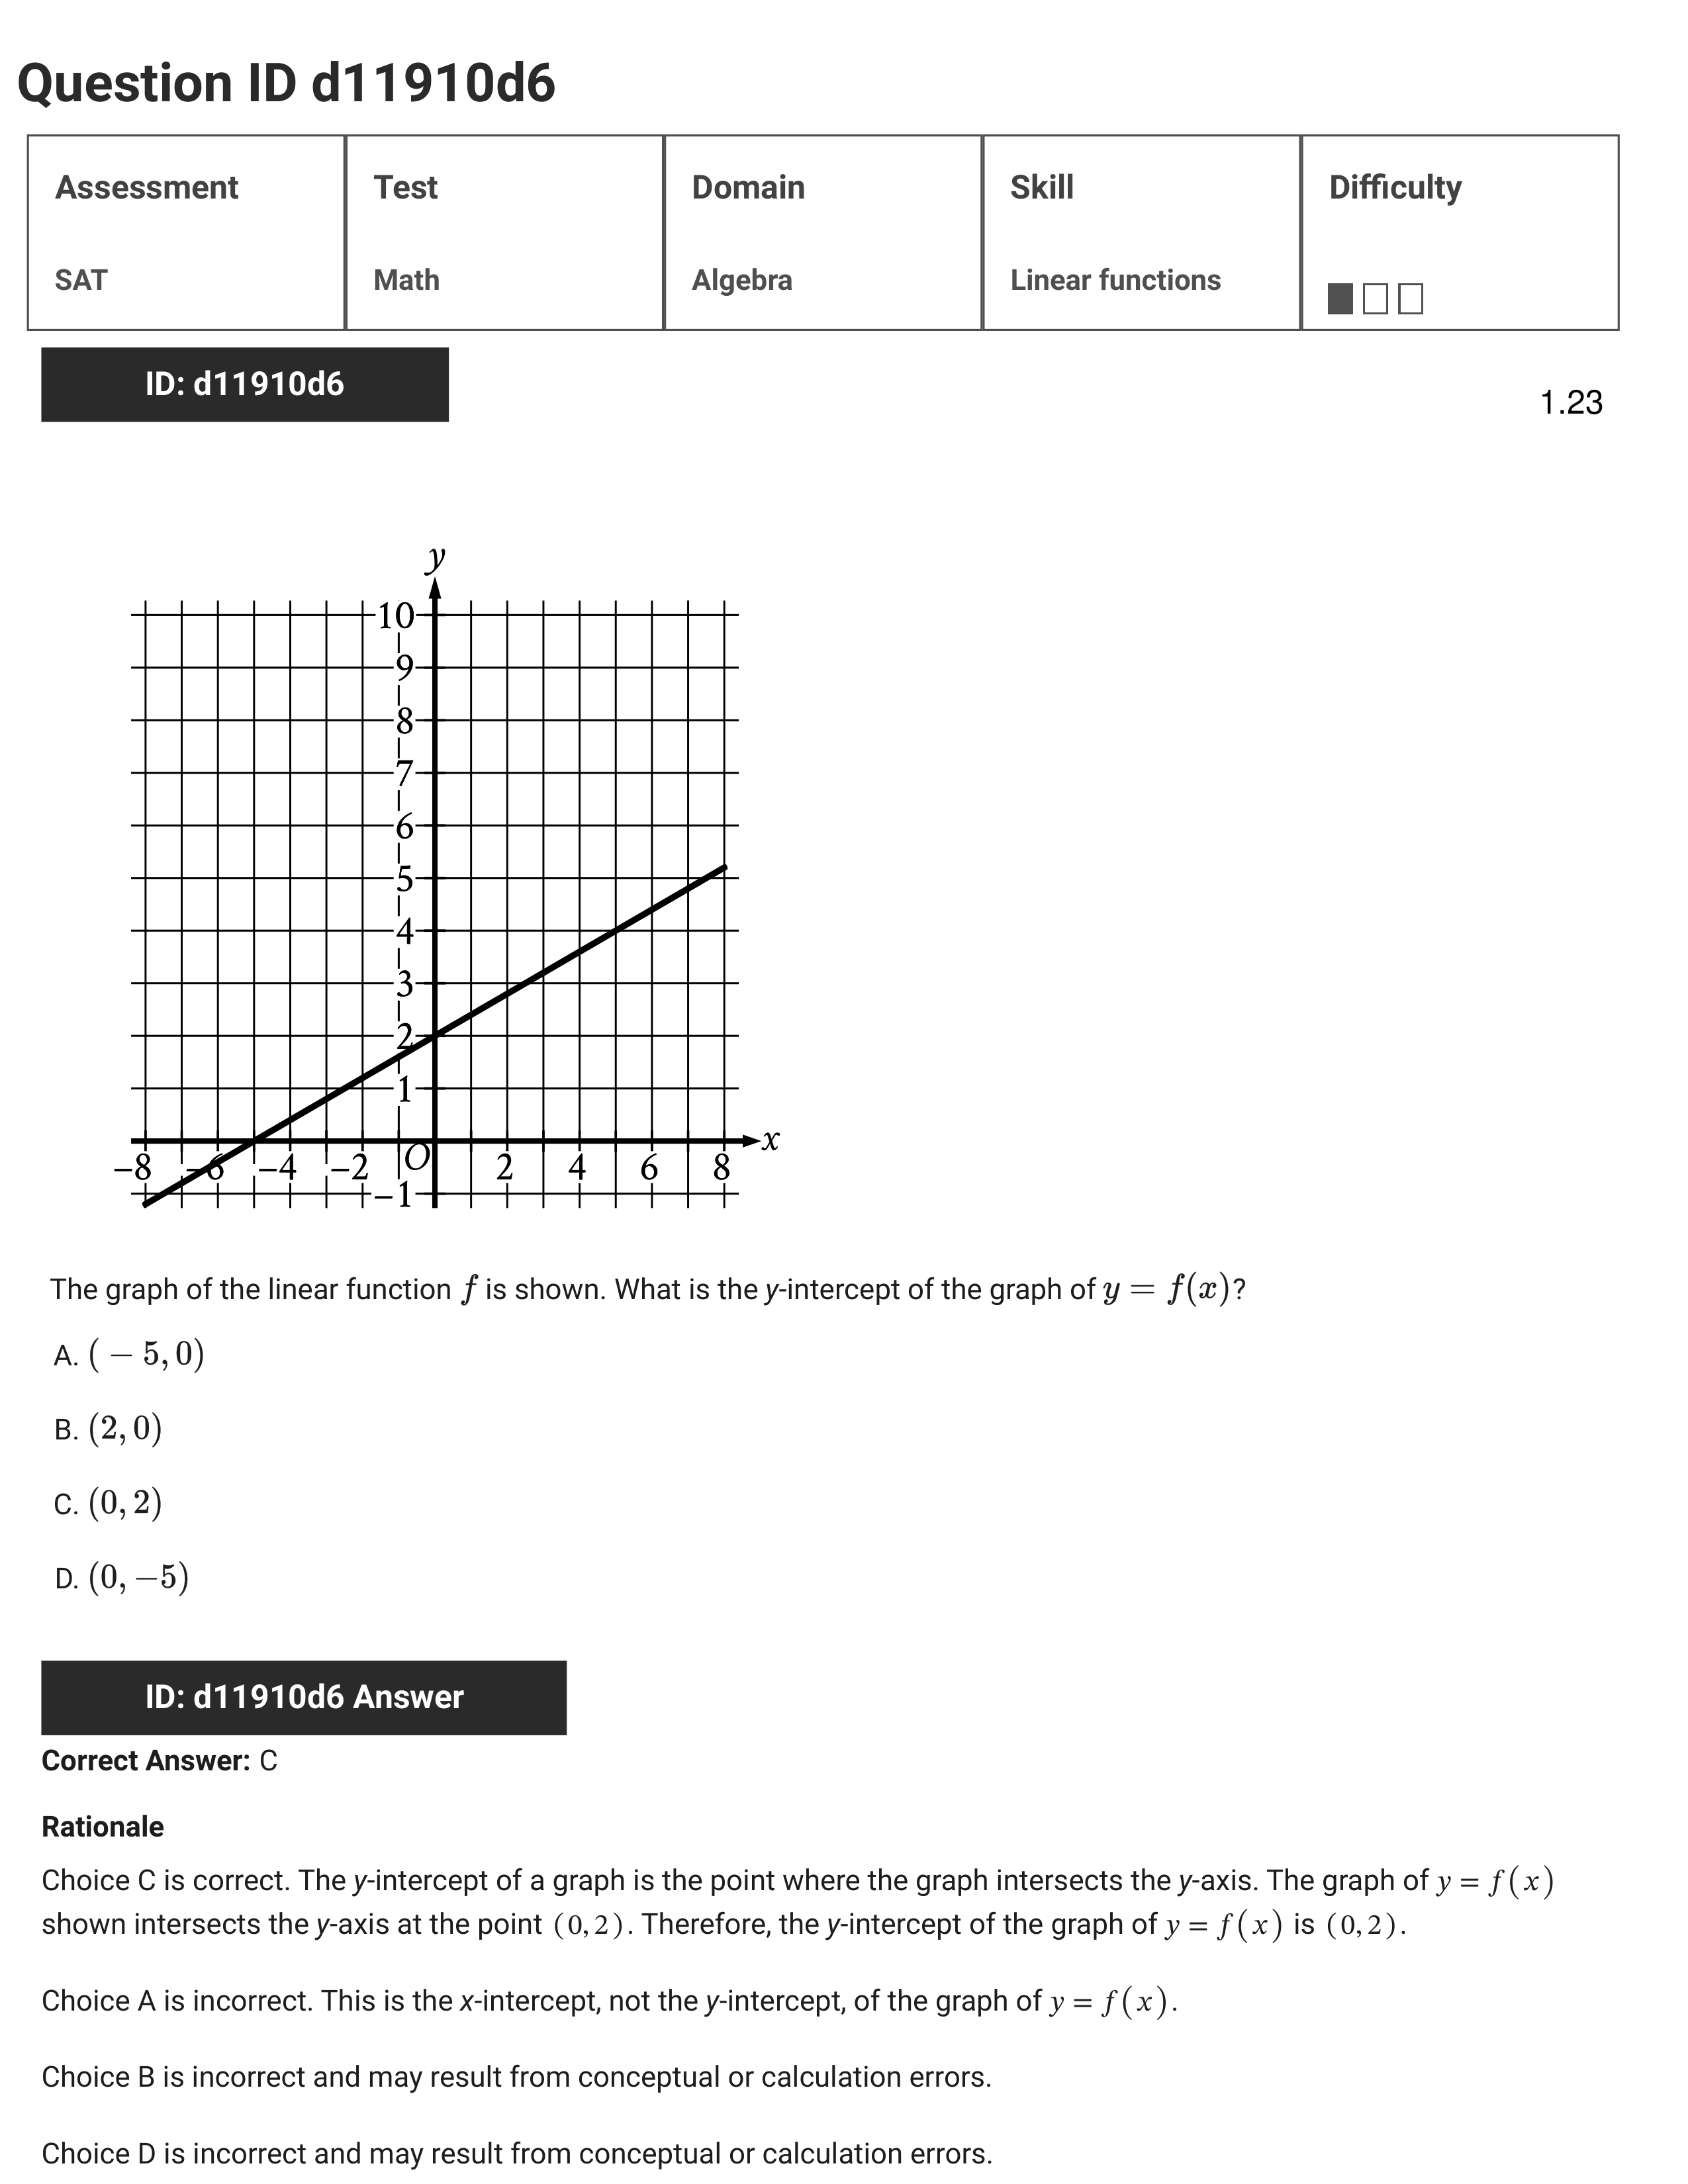 Question ID d11910d6
Assessment Test Domain Skill Difficulty
SAT Math Algebra Linear functions
ID: d11910d6
1.23
y
10
9
8
7
6
5
4
3
2
1
x
−8 −6 −4 −2 O 2 4 6 8
−1
The graph of the linear function f is shown. What is the y-intercept of the graph of y = f(x)?
A. ( − 5, 0)
B. (2, 0)
C. (0, 2)
D. (0, −5)
ID: d11910d6 Answer
Correct Answer: C
Rationale
Choice C is correct. The y-intercept of a graph is the point where the graph intersects the y-axis. The graph of y = f(x)
shown intersects the y-axis at the point (0, 2). Therefore, the y-intercept of the graph of y = f(x) is (0, 2).
Choice A is incorrect. This is the x-intercept, not the y-intercept, of the graph of y = f(x).
Choice B is incorrect and may result from conceptual or calculation errors.
Choice D is incorrect and may result from conceptual or calculation errors.